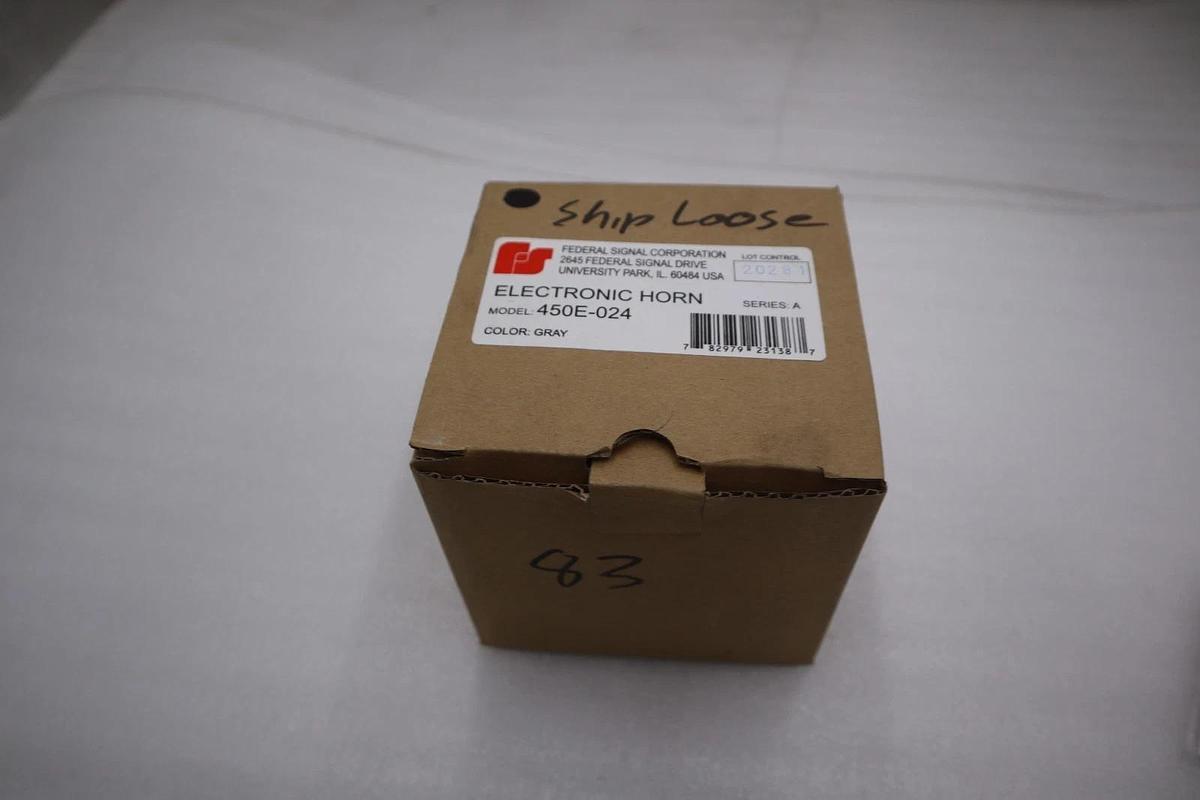 Ship Loose
FEDERAL SIGNAL CORPORATION
2645 FEDERAL SIGNAL DRIVE
UNIVERSITY PARK, IL. 60484 USA
LOT CONTROL
20281
ELECTRONIC HORN
SERIES: A
MODEL: 450E-024
COLOR: GRAY
7 82979 23138 7
83